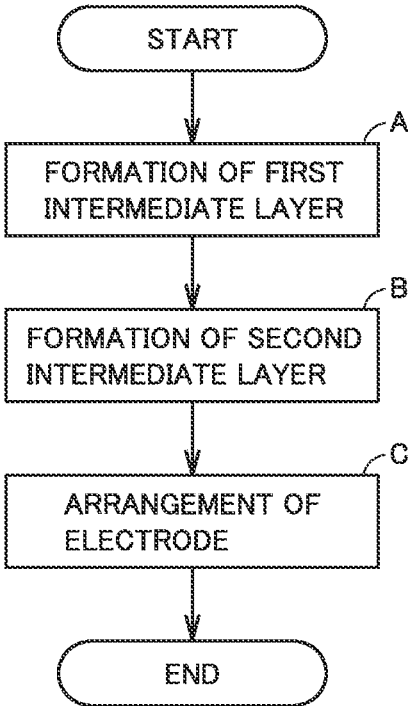 START
A
FORMATION OF FIRST
INTERMEDIATE LAYER
B
FORMATION OF SECOND
INTERMEDIATE LAYER
C
ARRANGEMENT OF
ELECTRODE
END